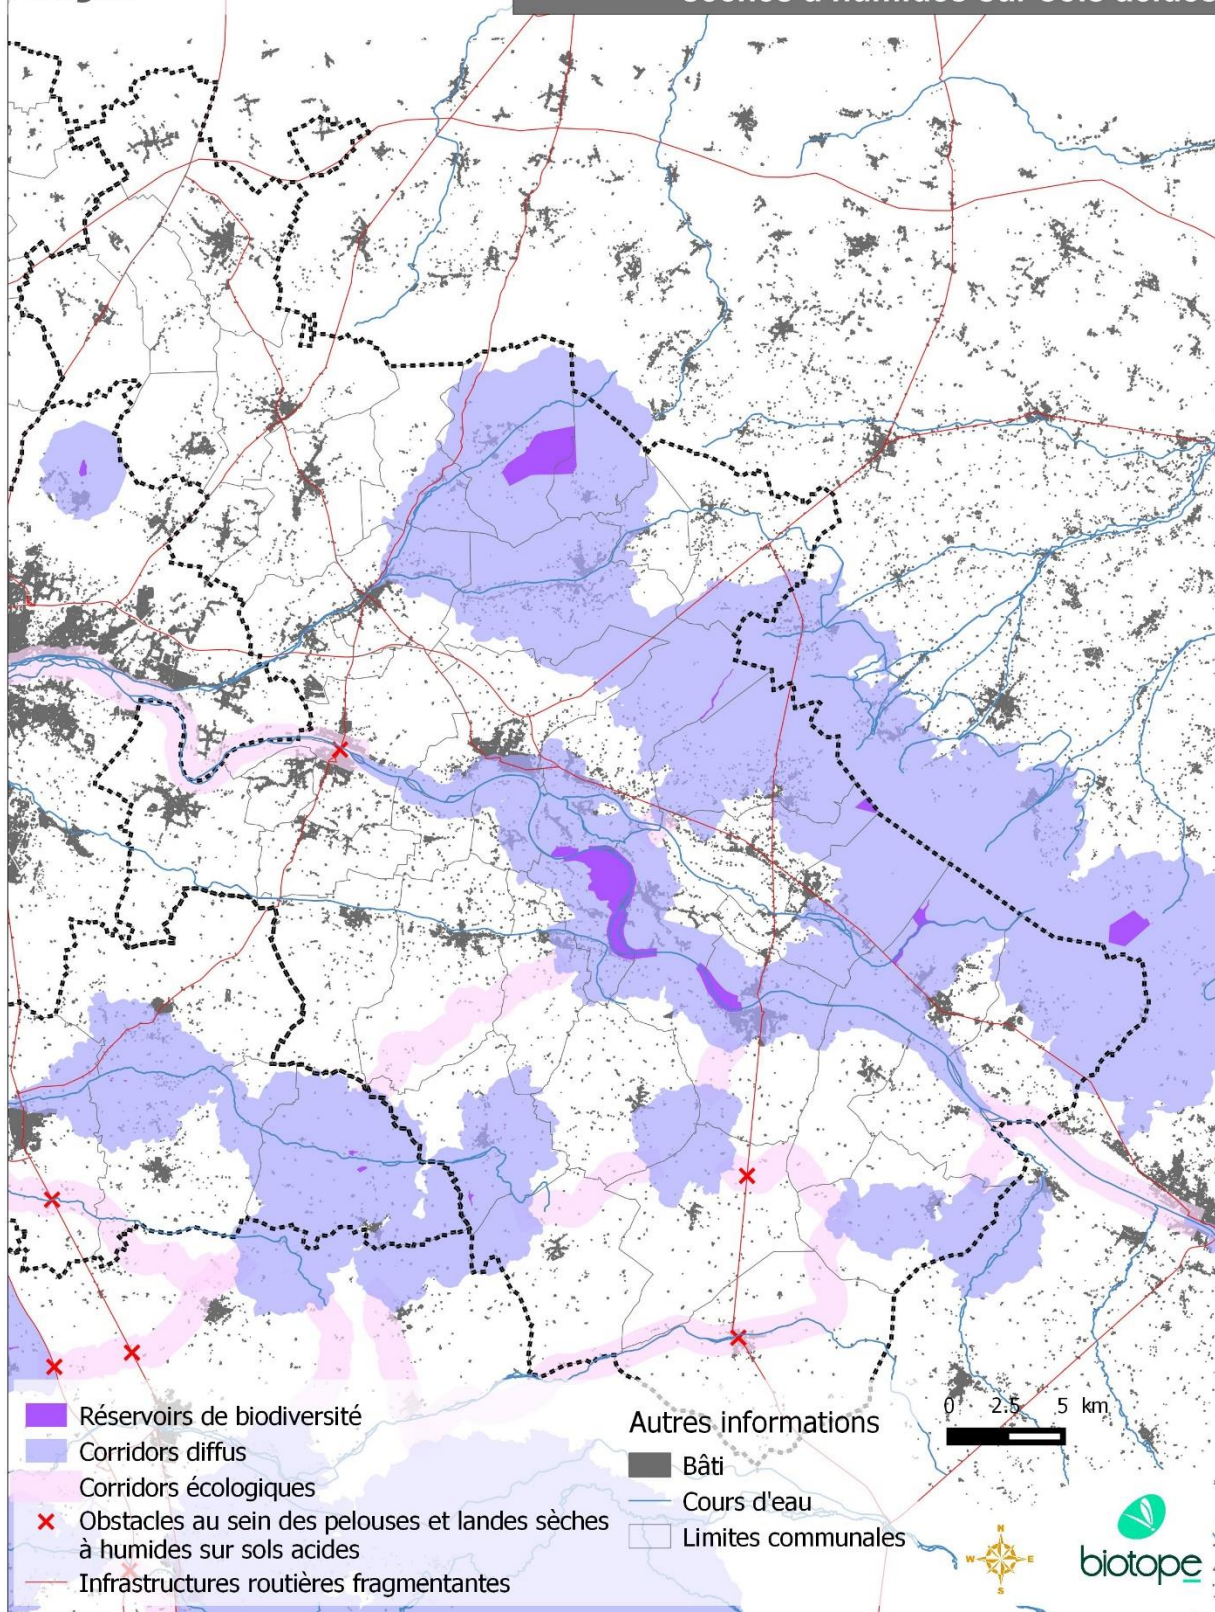 Réservoirs de biodiversité
Corridors diffus
Corridors écologiques
Obstacles au sein des pelouses et landes sèches
à humides sur sols acides
Infrastructures routières fragmentantes
Autres informations
Bâti
Cours d'eau
Limites communales
0 2.5 5 km
N
W E
S
biotope